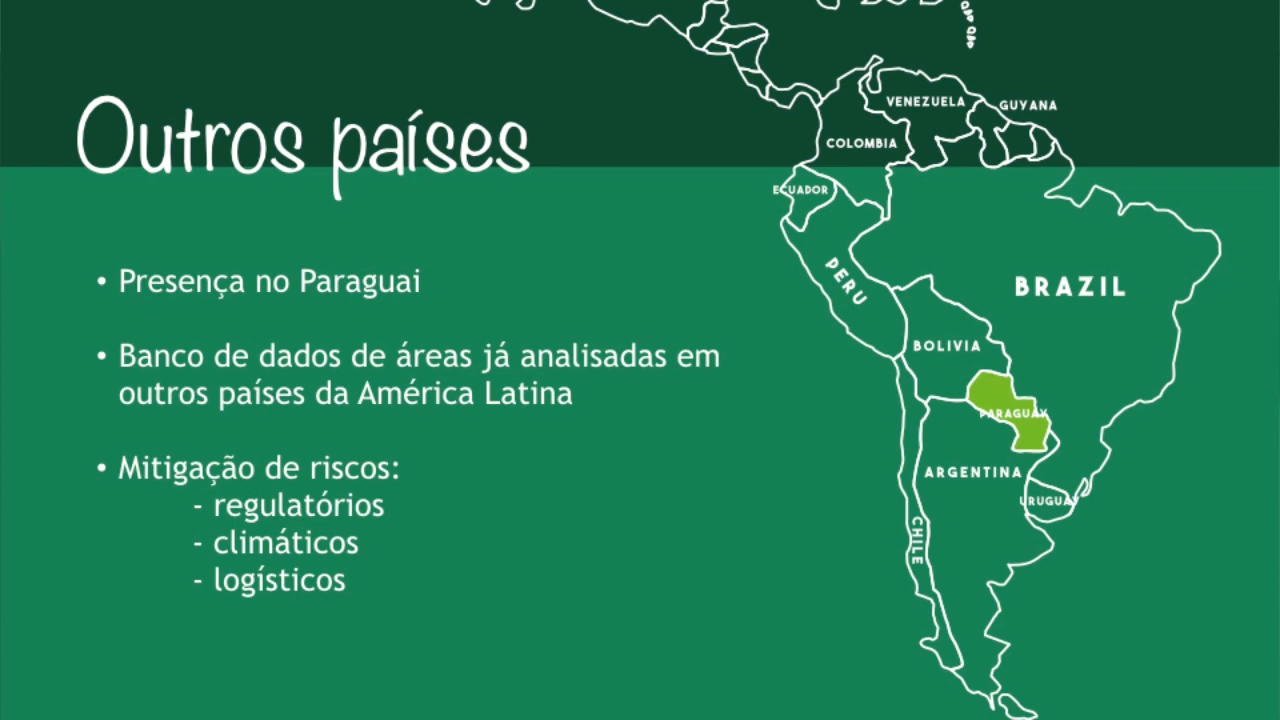 Outros países
• Presença no Paraguai
• Banco de dados de áreas já analisadas em
outros países da América Latina
• Mitigação de riscos:
- regulatórios
- climáticos
- logísticos
VENEZUELA
GUYANA
COLOMBIA
ECUADOR
PERU
BRAZIL
BOLIVIA
PARAGUAY
ARGENTINA
URUGUAY
CHILE